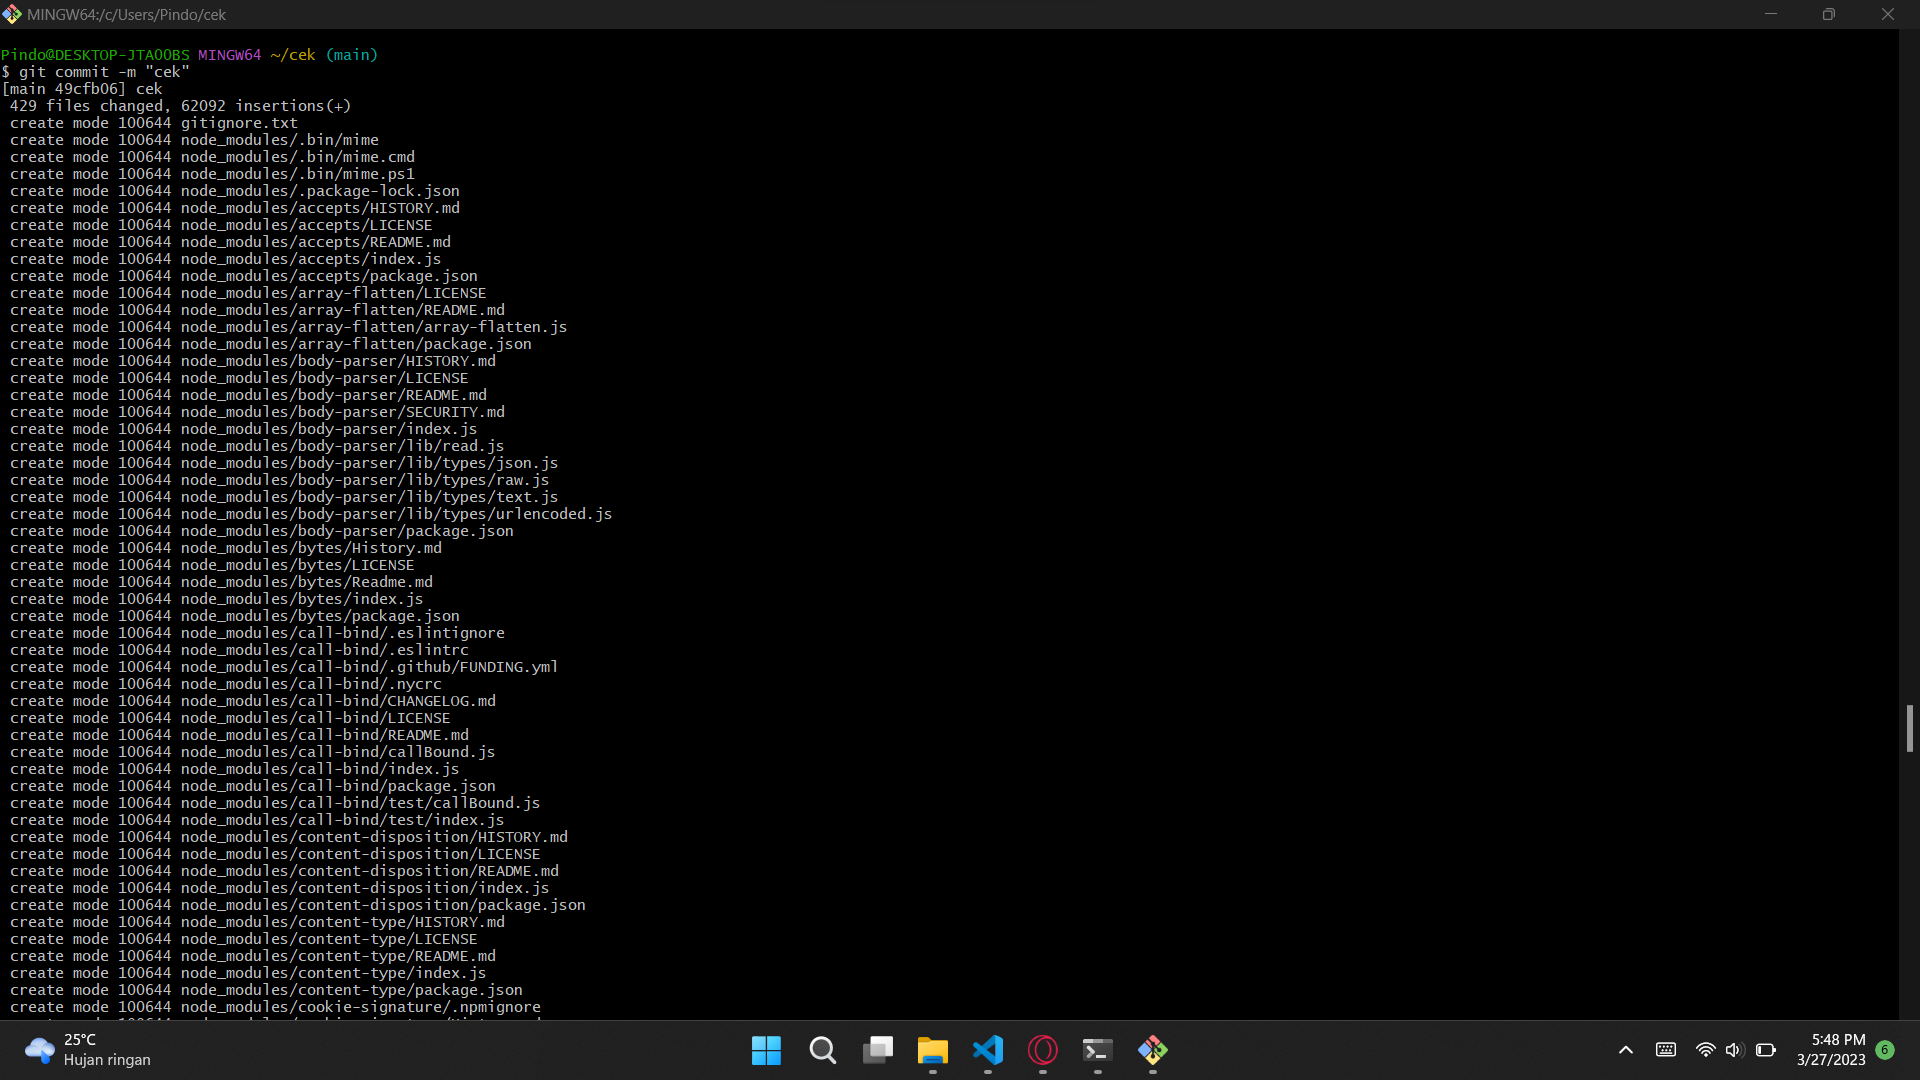 MINGW64:/c/Users/Pindo/cek
Pindo@DESKTOP-JTAOOBS MINGW64 ~/cek (main)
$ git commit -m "cek"
[main 49cfb06] cek
429 files changed, 62092 insertions(+)
create mode 100644 gitignore.txt
create mode 100644 node_modules/.bin/mime
create mode 100644 node_modules/.bin/mime.cmd
create mode 100644 node_modules/.bin/mime.ps1
create mode 100644 node_modules/.package-lock.json
create mode 100644 node_modules/accepts/HISTORY.md
create mode 100644 node_modules/accepts/LICENSE
create mode 100644 node_modules/accepts/README.md
create mode 100644 node_modules/accepts/index.js
create mode 100644 node_modules/accepts/package.json
create mode 100644 node_modules/array-flatten/LICENSE
create mode 100644 node_modules/array-flatten/README.md
create mode 100644 node_modules/array-flatten/array-flatten.js
create mode 100644 node_modules/array-flatten/package.json
create mode 100644 node_modules/body-parser/HISTORY.md
create mode 100644 node_modules/body-parser/LICENSE
create mode 100644 node_modules/body-parser/README.md
create mode 100644 node_modules/body-parser/SECURITY.md
create mode 100644 node_modules/body-parser/index.js
create mode 100644 node_modules/body-parser/lib/read.js
create mode 100644 node_modules/body-parser/lib/types/json.js
create mode 100644 node_modules/body-parser/lib/types/raw.js
create mode 100644 node_modules/body-parser/lib/types/text.js
create mode 100644 node_modules/body-parser/lib/types/urlencoded.js
create mode 100644 node_modules/body-parser/package.json
create mode 100644 node_modules/bytes/History.md
create mode 100644 node_modules/bytes/LICENSE
create mode 100644 node_modules/bytes/Readme.md
create mode 100644 node_modules/bytes/index.js
create mode 100644 node_modules/bytes/package.json
create mode 100644 node_modules/call-bind/.eslintignore
create mode 100644 node_modules/call-bind/.eslintrc
create mode 100644 node_modules/call-bind/.github/FUNDING.yml
create mode 100644 node_modules/call-bind/.nycrc
create mode 100644 node_modules/call-bind/CHANGELOG.md
create mode 100644 node_modules/call-bind/LICENSE
create mode 100644 node_modules/call-bind/README.md
create mode 100644 node_modules/call-bind/callBound.js
create mode 100644 node_modules/call-bind/index.js
create mode 100644 node_modules/call-bind/package.json
create mode 100644 node_modules/call-bind/test/callBound.js
create mode 100644 node_modules/call-bind/test/index.js
create mode 100644 node_modules/content-disposition/HISTORY.md
create mode 100644 node_modules/content-disposition/LICENSE
create mode 100644 node_modules/content-disposition/README.md
create mode 100644 node_modules/content-disposition/index.js
create mode 100644 node_modules/content-disposition/package.json
create mode 100644 node_modules/content-type/HISTORY.md
create mode 100644 node_modules/content-type/LICENSE
create mode 100644 node_modules/content-type/README.md
create mode 100644 node_modules/content-type/index.js
create mode 100644 node_modules/content-type/package.json
create mode 100644 node_modules/cookie-signature/.npmignore
25°C
Hujan ringan
5:48 PM
3/27/2023
6